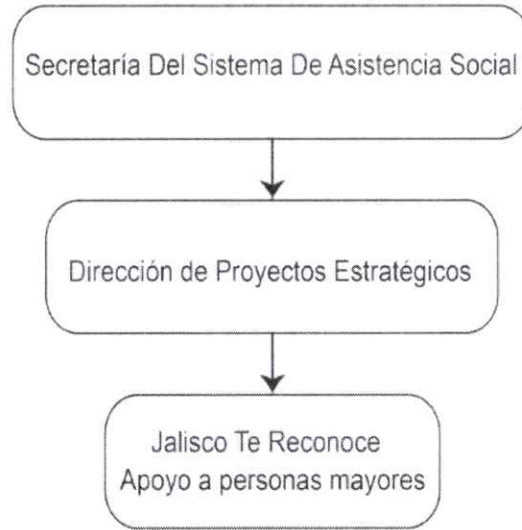 Secretaría Del Sistema De Asistencia Social
Dirección de Proyectos Estratégicos
Jalisco Te Reconoce
Apoyo a personas mayores